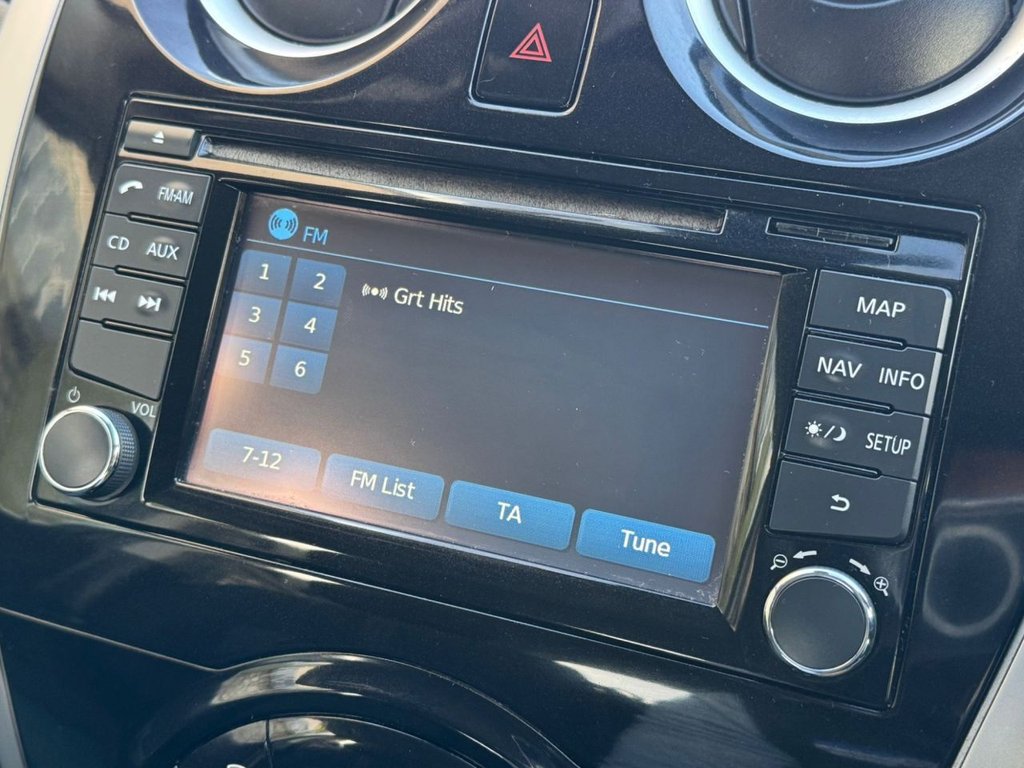 FM·AM
CD AUX
VOL
FM
1 2
3 4
5 6
Grt Hits
7-12 FM List TA Tune
MAP
NAV INFO
SETUP